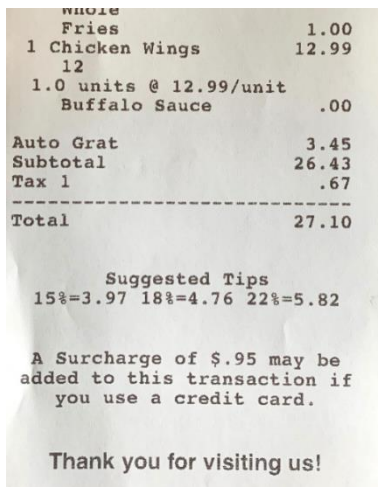 Whole
Fries 1.00
1 Chicken Wings 12.99
12
1.0 units @ 12.99/unit
Buffalo Sauce .00
Auto Grat 3.45
Subtotal 26.43
Tax 1 .67
Total 27.10
Suggested Tips
15%=3.97 18%=4.76 22%=5.82
A Surcharge of $.95 may be
added to this transaction if
you use a credit card.
Thank you for visiting us!